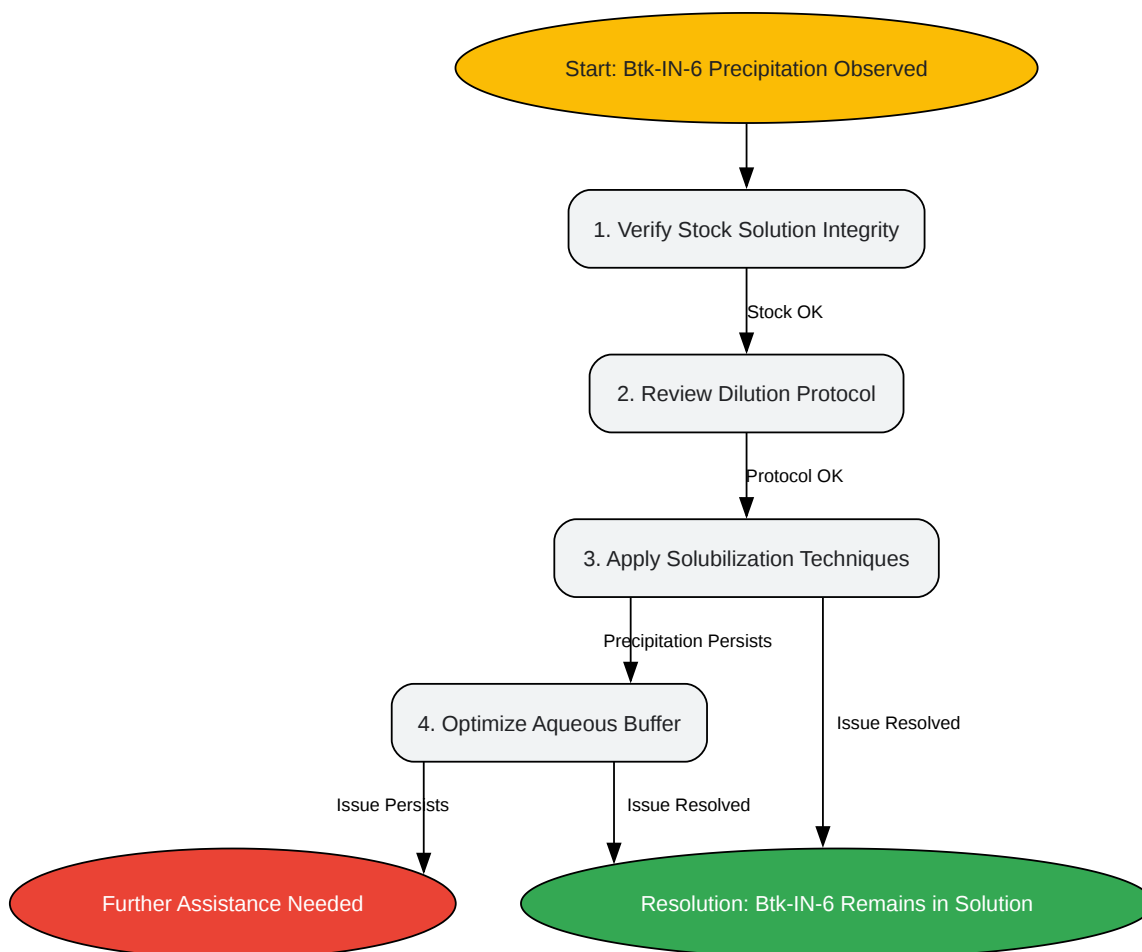 Start: Btk-IN-6 Precipitation Observed
1. Verify Stock Solution Integrity
Stock OK
2. Review Dilution Protocol
Protocol OK
3. Apply Solubilization Techniques
Precipitation Persists
4. Optimize Aqueous Buffer
Issue Resolved
Issue Persists
Issue Resolved
Further Assistance Needed
Resolution: Btk-IN-6 Remains in Solution